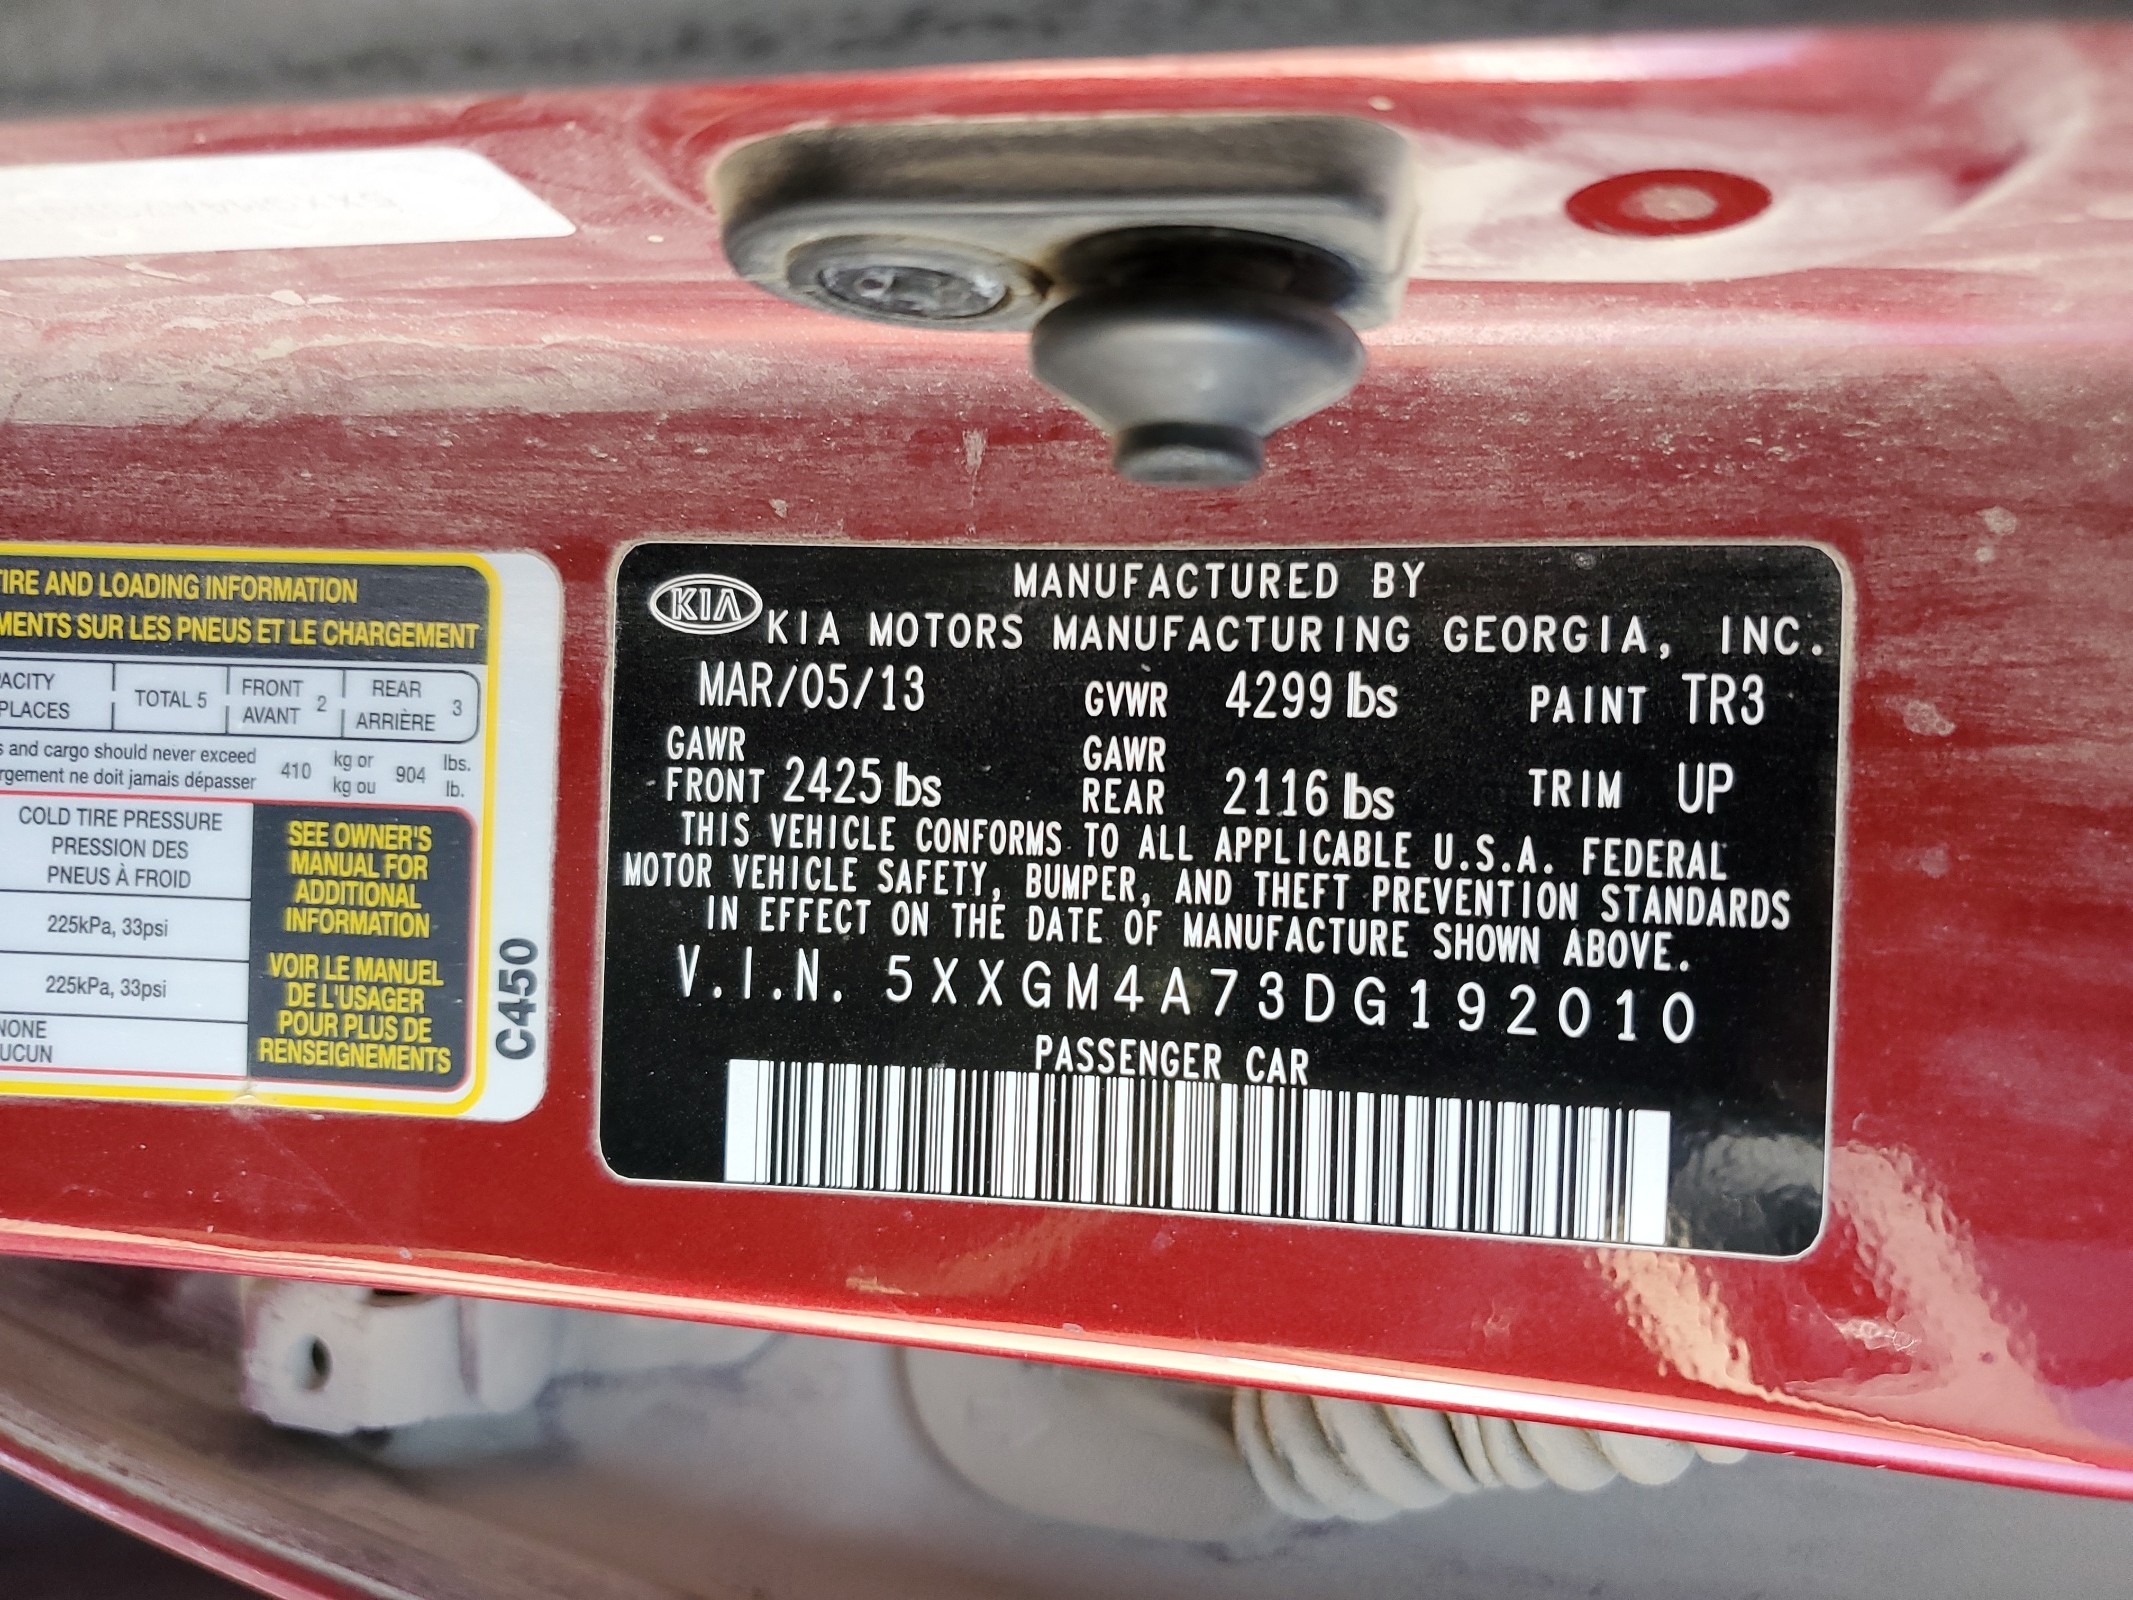 TIRE AND LOADING INFORMATION
SUR LES PNEUS ET LE CHARGEMENT
TOTAL 5
FRONT
AVANT
2
REAR
ARRIÈRE
3
PLACES
and cargo should never exceed
ne doit jamais dépasser
410
kg or
kg ou
904
lbs.
lb.
COLD TIRE PRESSURE
PRESSION DES
PNEUS À FROID
225kPa, 33psi
225kPa, 33psi
NONE
SEE OWNER'S
MANUAL FOR
ADDITIONAL
INFORMATION
VOIR LE MANUEL
DE L'USAGER
POUR PLUS DE
RENSEIGNEMENTS
C450
MANUFACTURED BY
KIA
KIA MOTORS MANUFACTURING GEORGIA, INC.
MAR/05/13 GVWR 4299 lbs PAINT TR3
GAWR FRONT 2425 lbs GAWR REAR 2116 lbs TRIM UP
THIS VEHICLE CONFORMS TO ALL APPLICABLE U.S.A. FEDERAL
MOTOR VEHICLE SAFETY, BUMPER, AND THEFT PREVENTION STANDARDS
IN EFFECT ON THE DATE OF MANUFACTURE SHOWN ABOVE.
V.I.N. 5XXGM4A73DG192010
PASSENGER CAR